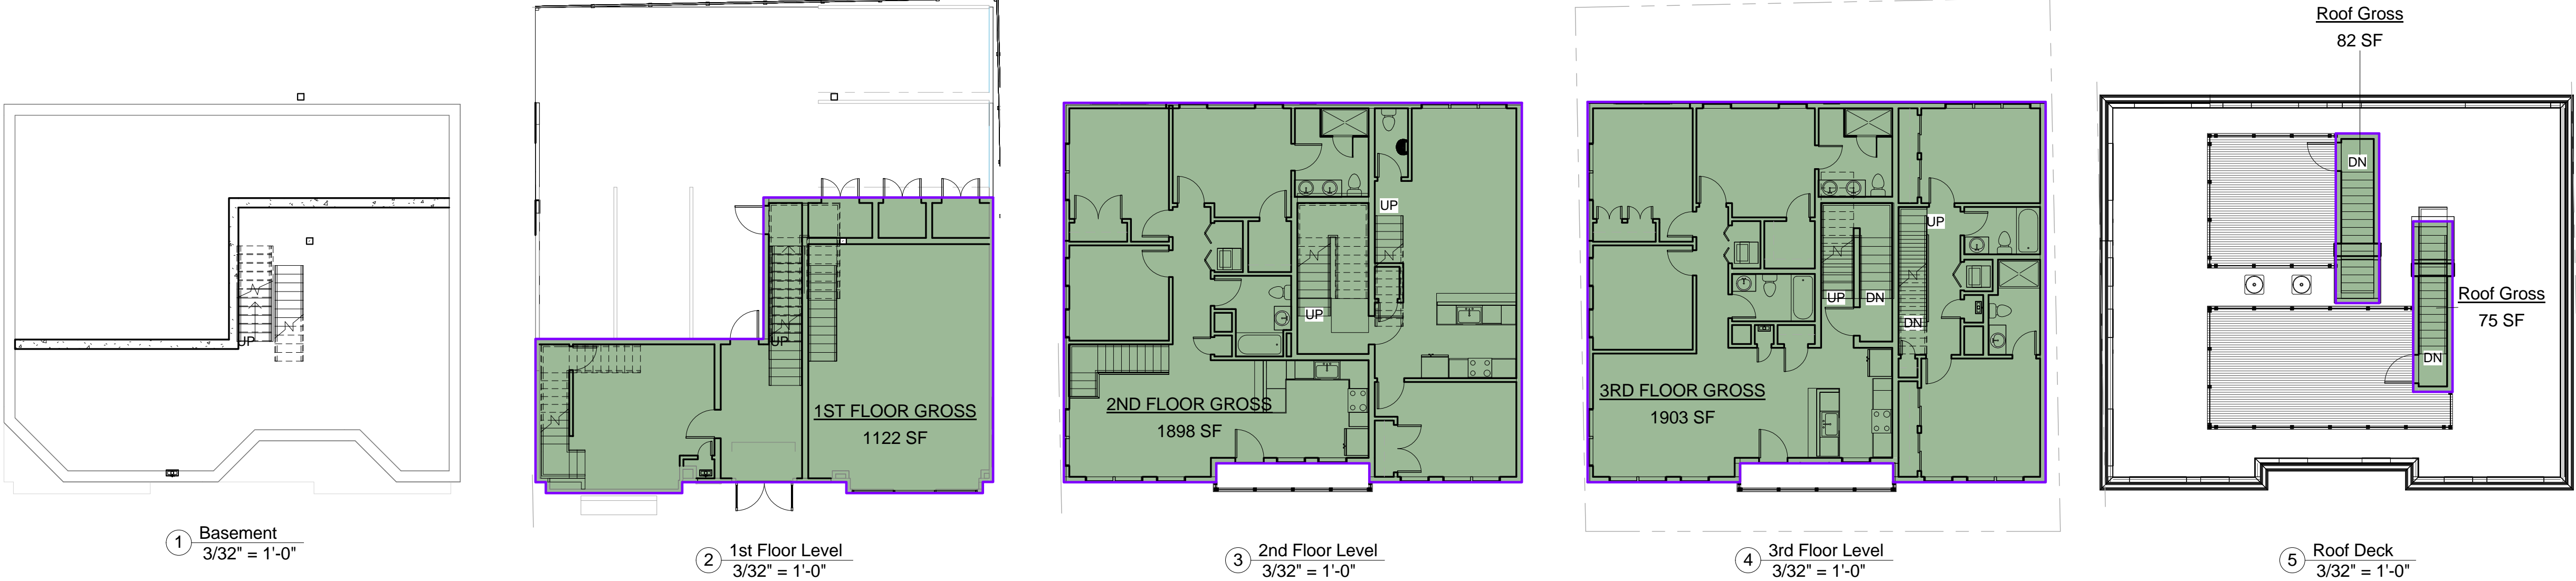 UP
1
Basement
3/32" = 1'-0"
UP
1ST FLOOR GROSS
1122 SF
2
1st Floor Level
3/32" = 1'-0"
UP
UP
2ND FLOOR GROSS
1898 SF
3
2nd Floor Level
3/32" = 1'-0"
UP
UP
DN
DN
3RD FLOOR GROSS
1903 SF
4
3rd Floor Level
3/32" = 1'-0"
Roof Gross
82 SF
DN
Roof Gross
75 SF
DN
5
Roof Deck
3/32" = 1'-0"